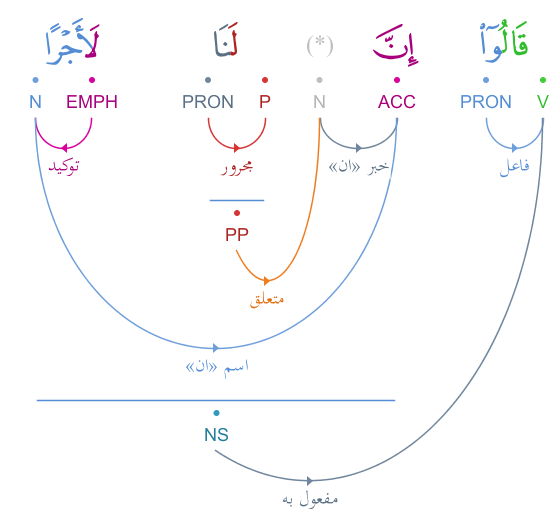 قَالُوٓا۟ إِنَّ (*) لَنَا لَأَجْرًا
V PRON ACC N P PRON EMPH N
فاعل خبر «ان» مجرور توكيد
PP
متعلق
اسم «ان»
NS
مفعول به